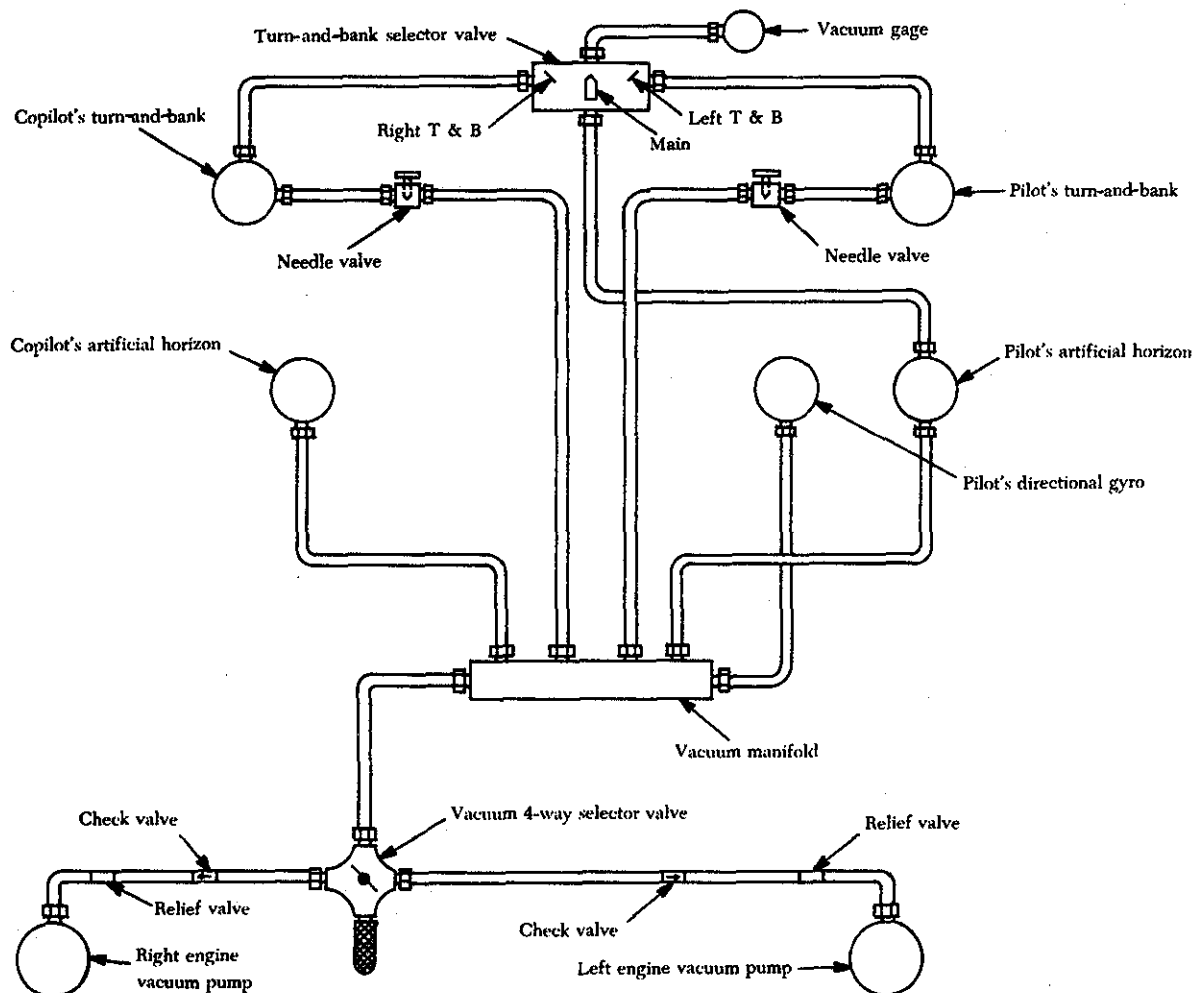 Vacuum gage
Turn-and-bank selector valve
Copilot's turn-and-bank
Right T & B
Left T & B
Main
Pilot's turn-and-bank
Needle valve
Needle valve
Copilot's artificial horizon
Pilot's artificial horizon
Pilot's directional gyro
Vacuum manifold
Check valve
Vacuum 4-way selector valve
Relief valve
Relief valve
Check valve
Right engine
vacuum pump
Left engine vacuum pump